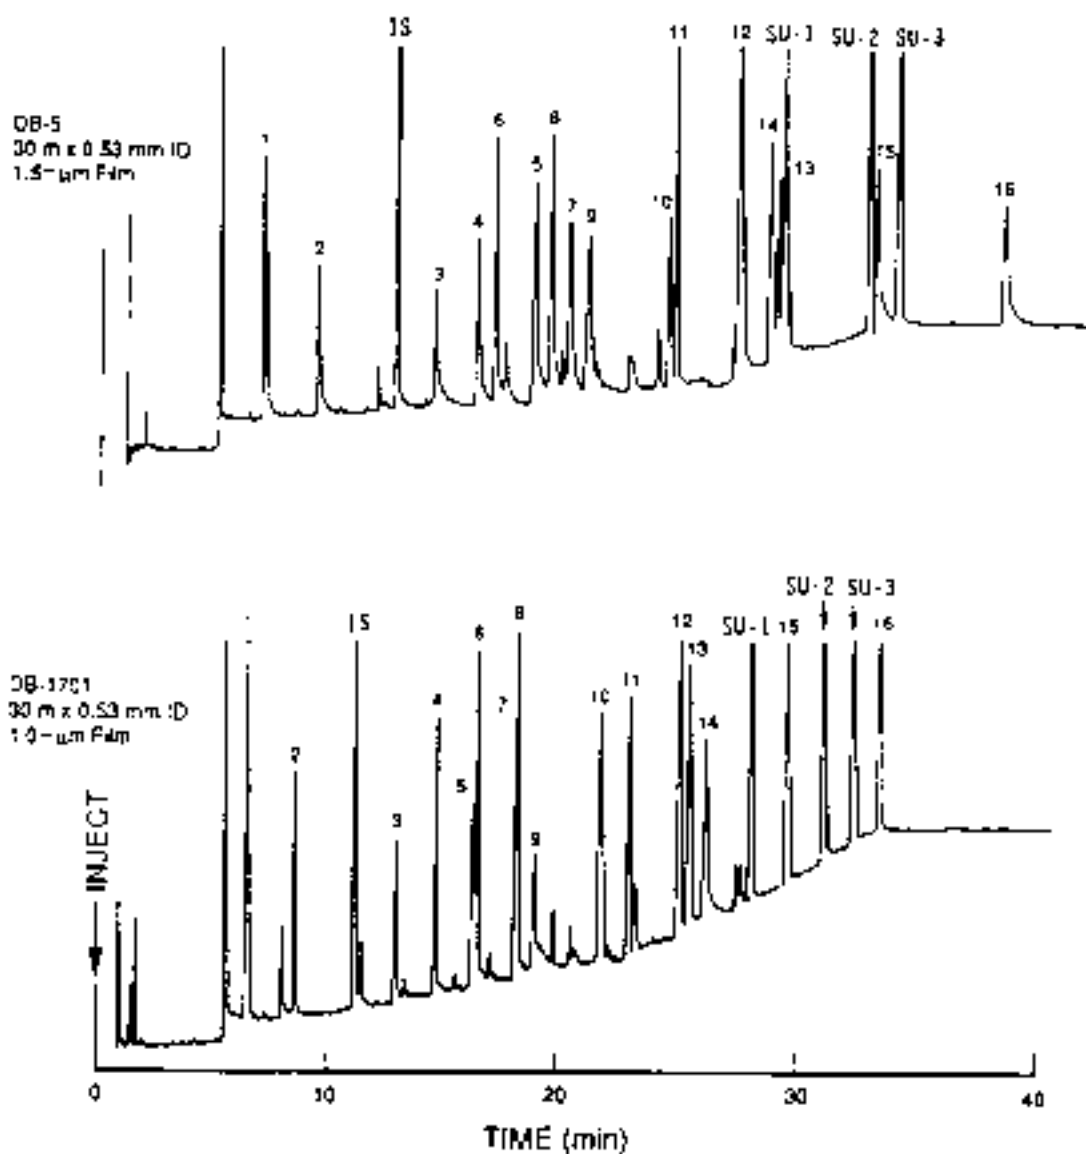 IS
11
12
SU-1
SU-2
SU-3
DB-5
30 m x 0.53 mm ID
1.5-μm Film
1
2
3
4
6
5
8
7
9
10
14
13
15
16
DB-1701
30 m x 0.53 mm ID
1.0-μm Film
INJECT
2
IS
3
4
5
6
7
8
9
10
11
12
13
14
SU-1
15
SU-2
SU-3
16
0
10
20
30
40
TIME (min)